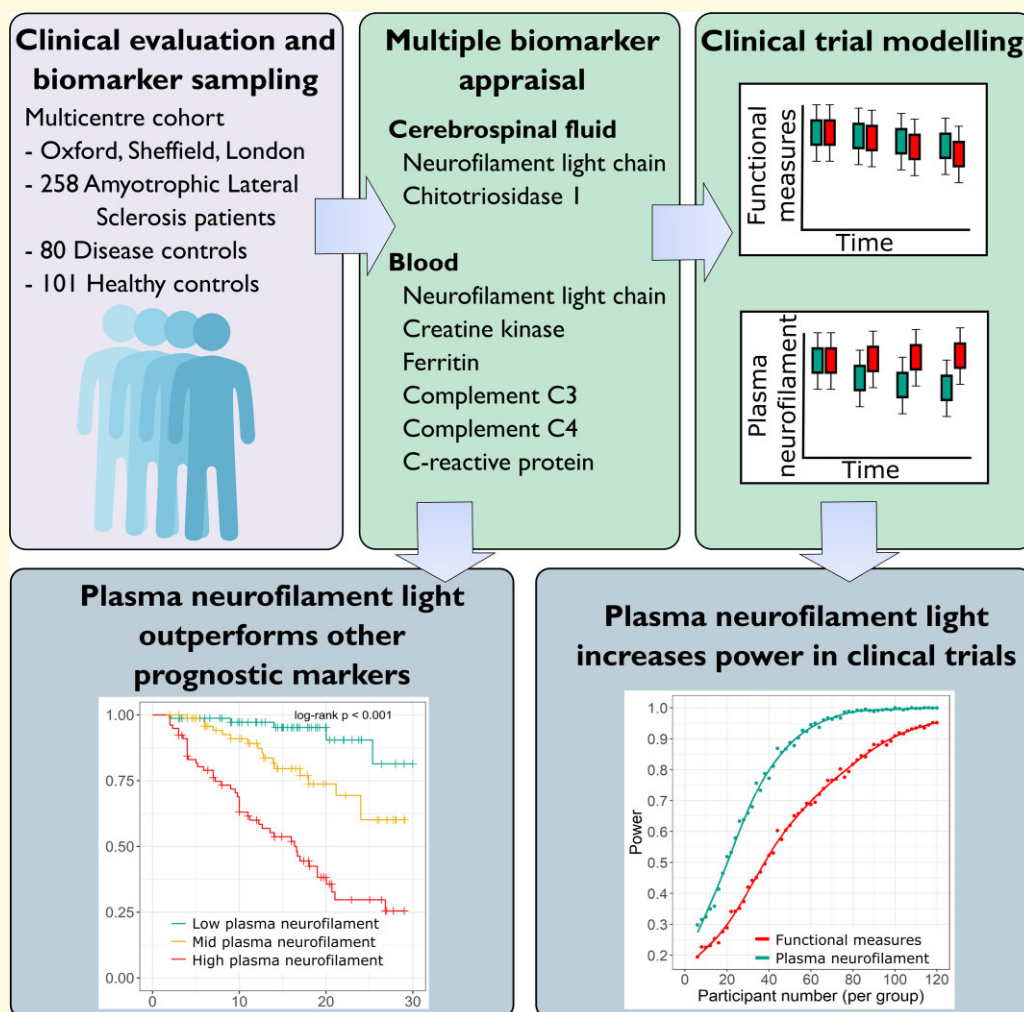 Clinical evaluation and
biomarker sampling
Multicentre cohort
- Oxford, Sheffield, London
- 258 Amyotrophic Lateral
Sclerosis patients
- 80 Disease controls
- 101 Healthy controls
Multiple biomarker
appraisal
Cerebrospinal fluid
Neurofilament light chain
Chitotriosidase 1
Blood
Neurofilament light chain
Creatine kinase
Ferritin
Complement C3
Complement C4
C-reactive protein
Clinical trial modelling
Functional
measures
Time
Plasma
neurofilament
Time
Plasma neurofilament light
outperforms other
prognostic markers
log-rank p < 0.001
1.00
0.75
0.50
0.25
0.00
Low plasma neurofilament
Mid plasma neurofilament
High plasma neurofilament
0 10 20 30
Plasma neurofilament light
increases power in clincal trials
Power
1.0
0.9
0.8
0.7
0.6
0.5
0.4
0.3
0.2
Functional measures
Plasma neurofilament
0 20 40 60 80 100 120
Participant number (per group)